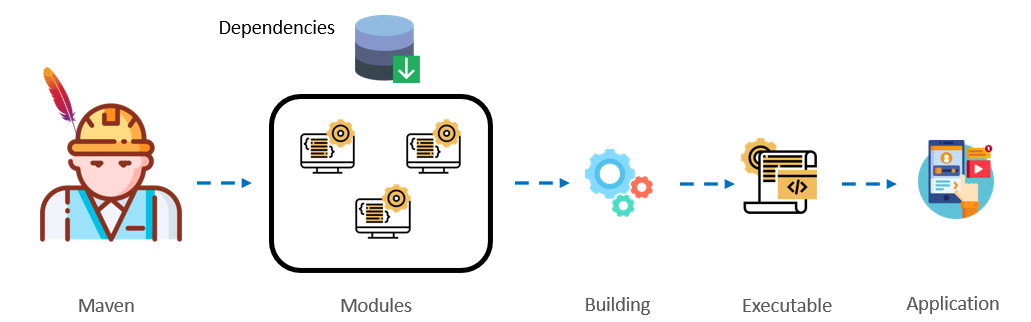 Dependencies
Maven
Modules
Building
Executable
Application